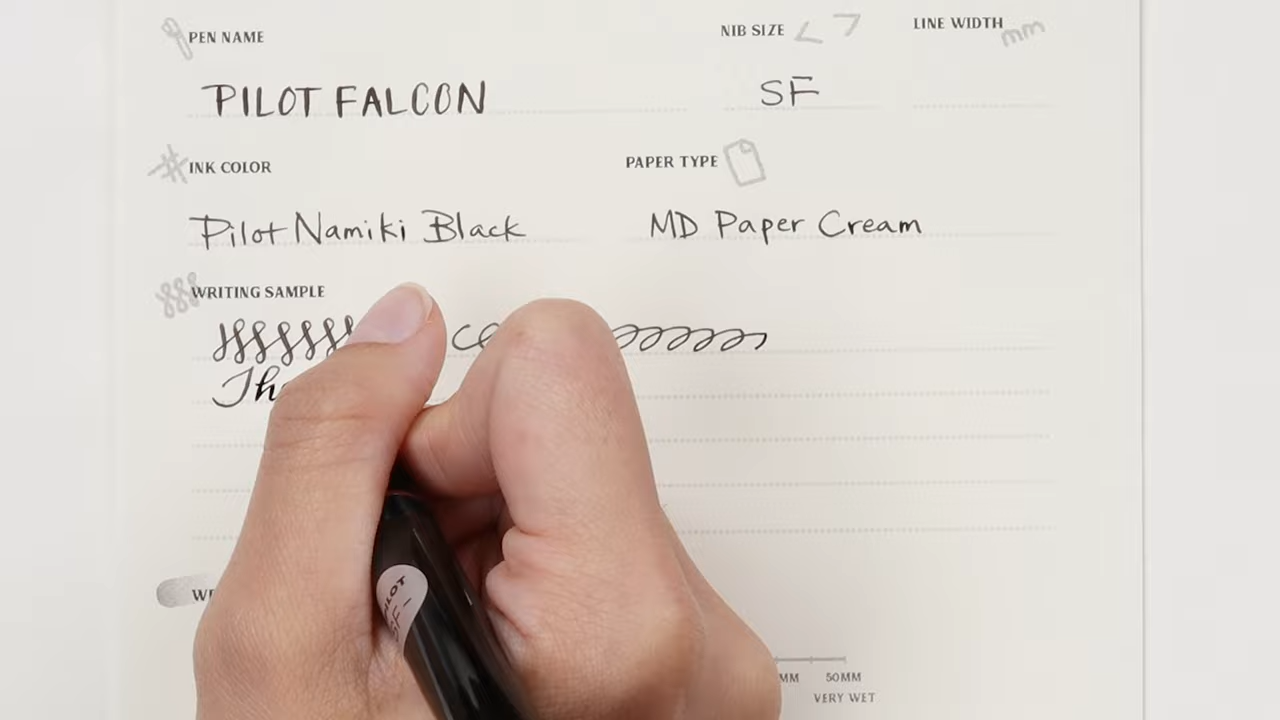 PEN NAME NIB SIZE LINE WIDTH
mm
PILOT FALCON SF
INK COLOR PAPER TYPE
Pilot Namiki Black MD Paper Cream
WRITING SAMPLE
PILOT
SF
MM 50MM
VERY WET